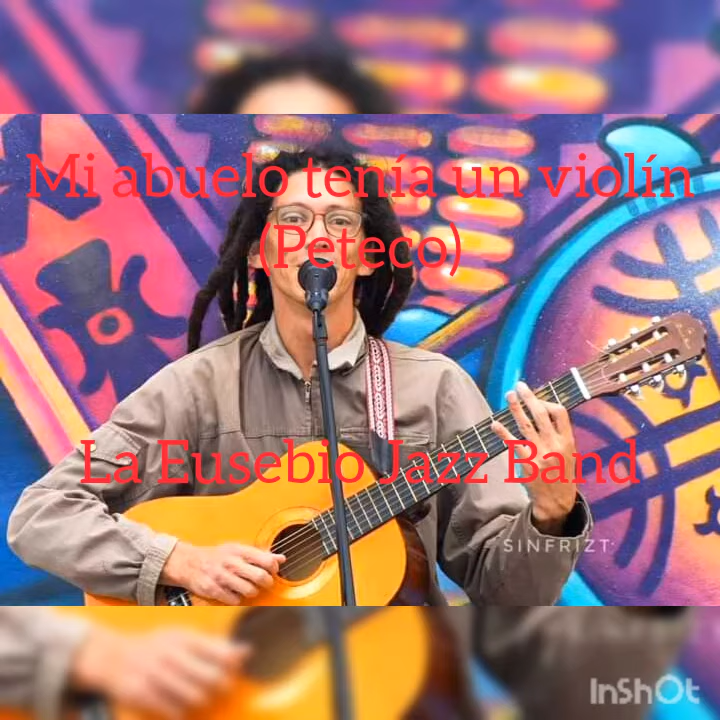 Mi abuelo tenía un violín
(Peteco)
La Eusebio Jazz Band
SINFRIZT
InShOt